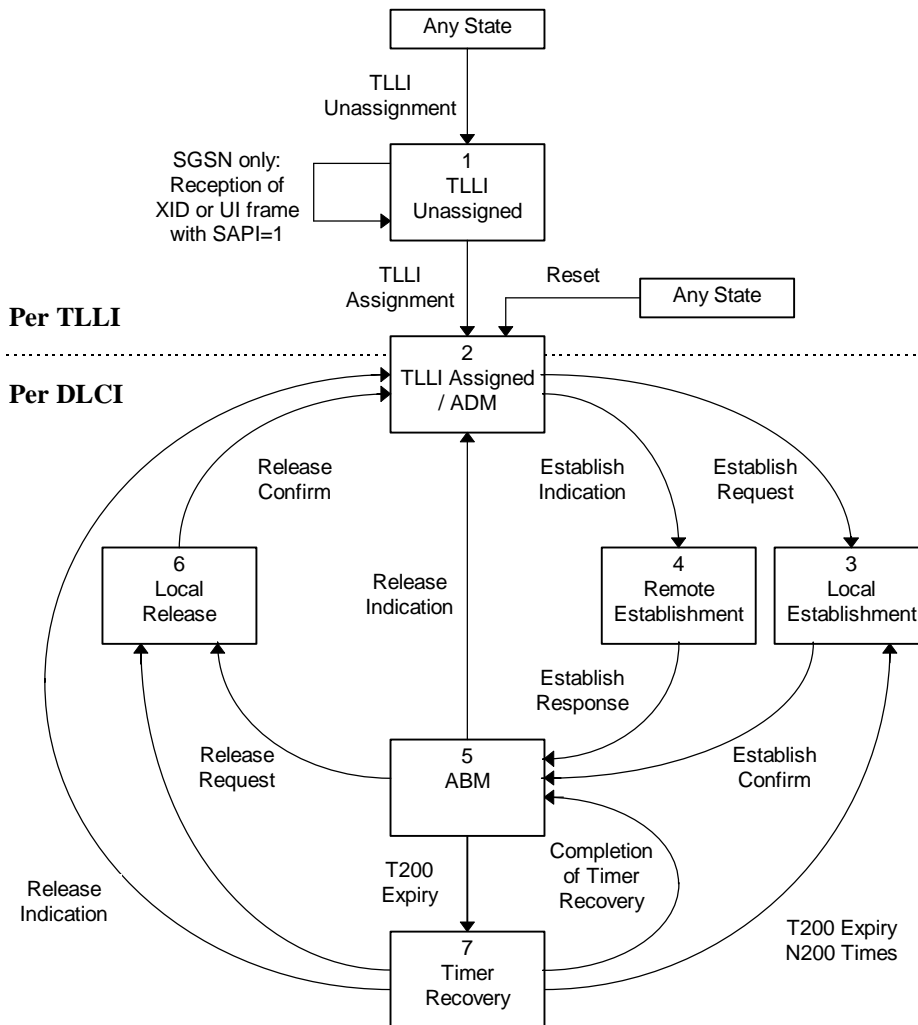 Any State
TLLI
Unassignment
1
TLLI
Unassigned
SGSN only:
Reception of
XID or UI frame
with SAPI=1
TLLI
Assignment
Reset
Any State
Per TLLI
Per DLCI
2
TLLI Assigned
/ ADM
Release
Confirm
Establish
Indication
Establish
Request
6
Local
Release
Release
Indication
4
Remote
Establishment
3
Local
Establishment
Establish
Response
Release
Request
5
ABM
Establish
Confirm
T200
Expiry
Completion
of Timer
Recovery
Release
Indication
T200 Expiry
N200 Times
7
Timer
Recovery